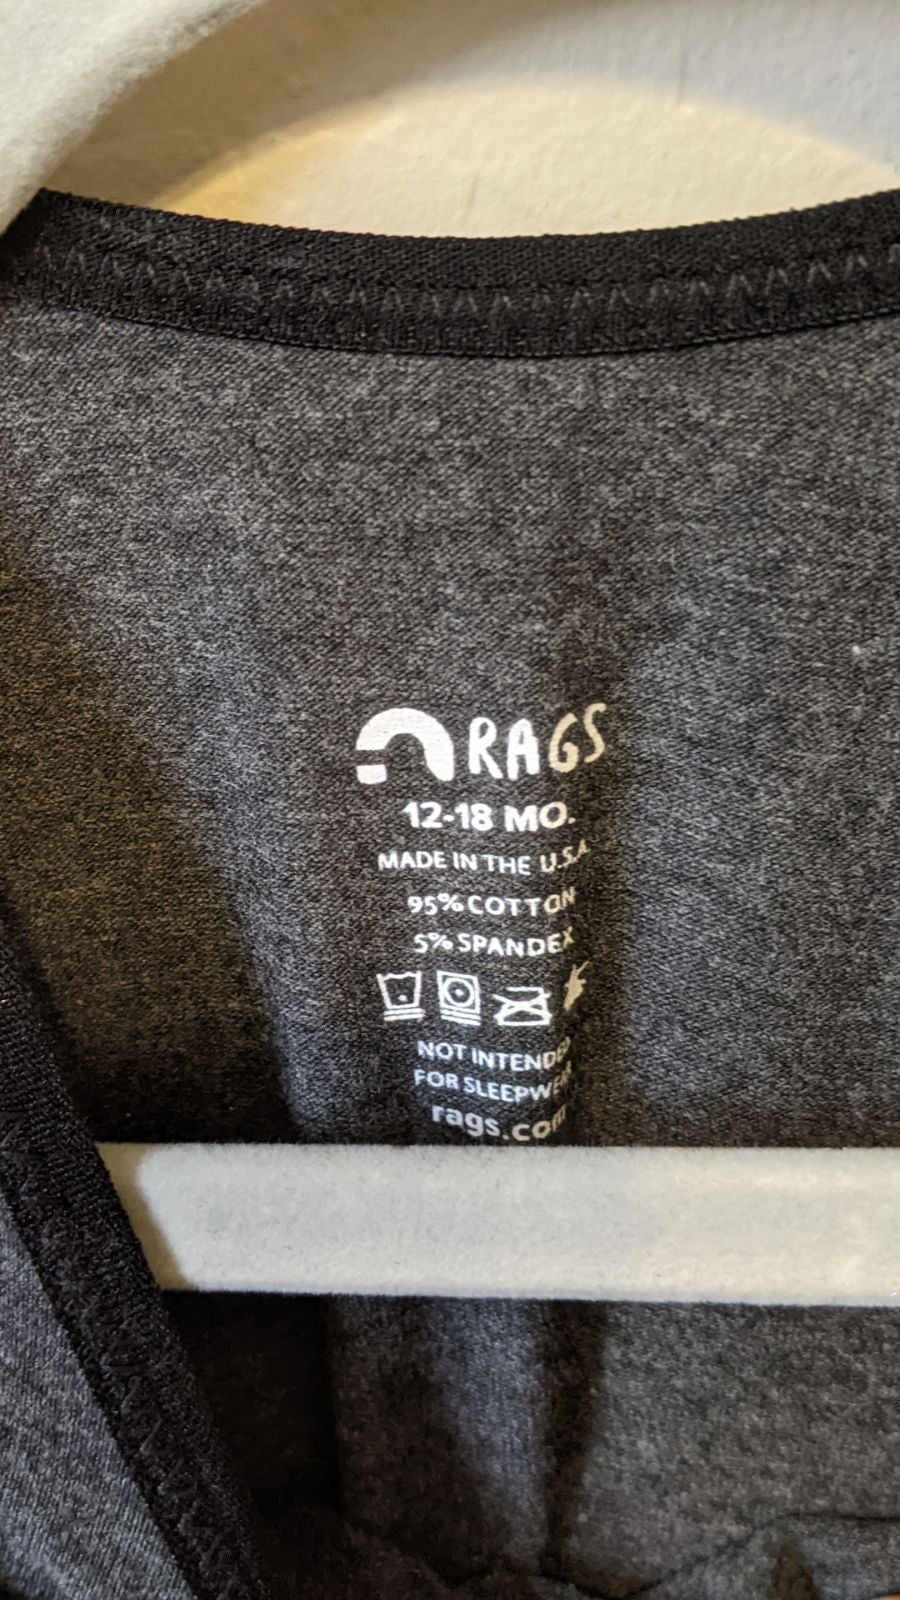 RAGS
12-18 MO.
MADE IN THE U.S.A.
95% COTTON
5% SPANDEX
NOT INTENDED
FOR SLEEPWEAR
rags.com